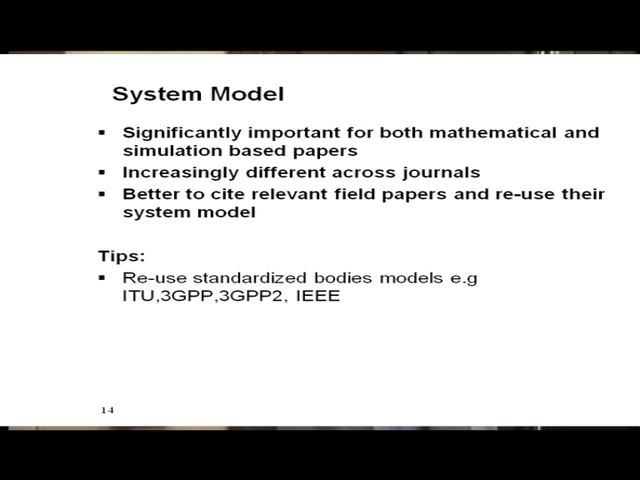 System Model
▪ Significantly important for both mathematical and
simulation based papers
▪ Increasingly different across journals
▪ Better to cite relevant field papers and re-use their
system model
Tips:
▪ Re-use standardized bodies models e.g
ITU,3GPP,3GPP2, IEEE
14